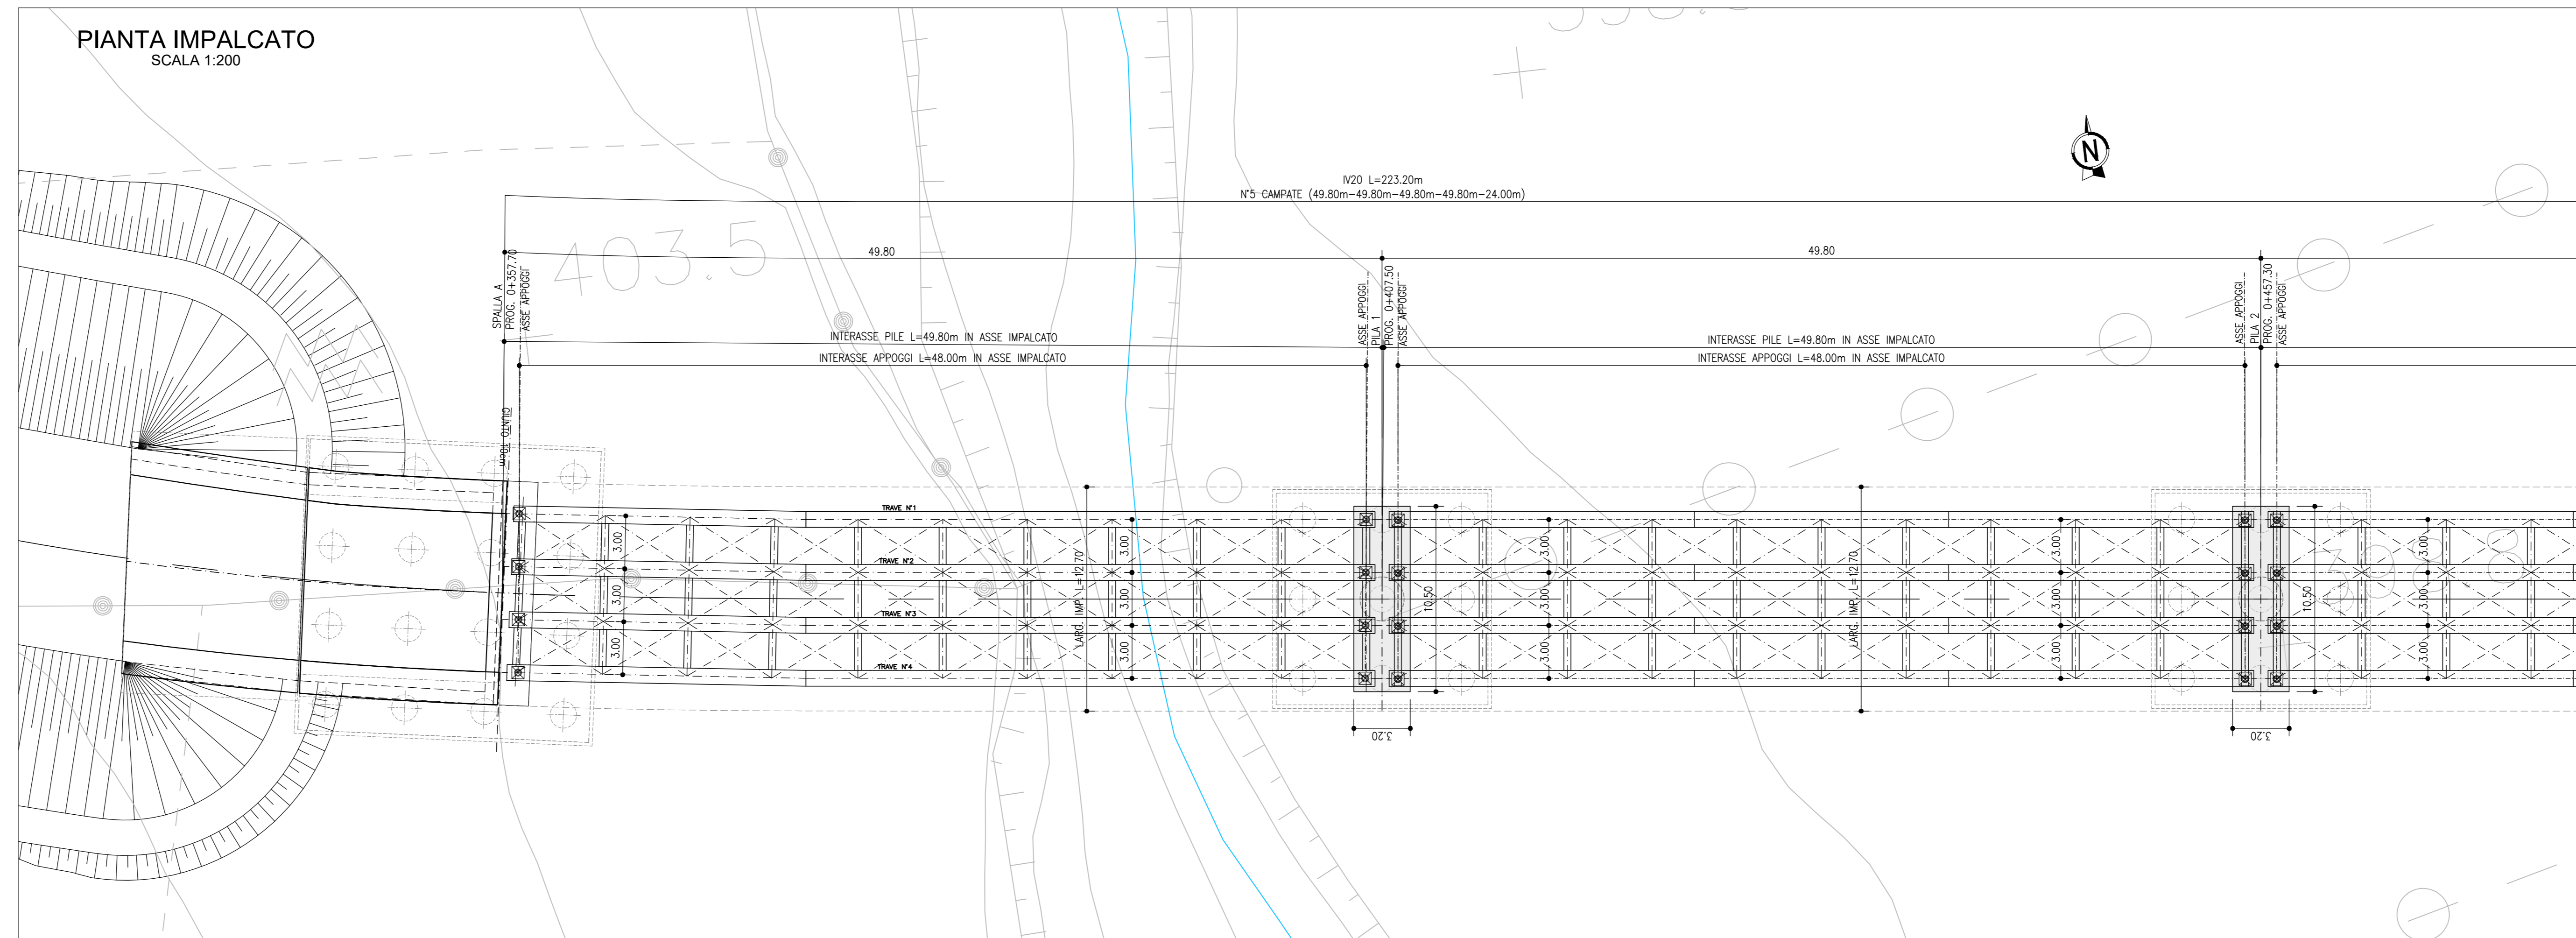 PIANTA IMPALCATO
SCALA 1:200
N
IV20 L=223.20m
N°5 CAMPATE (49.80m-49.80m-49.80m-49.80m-24.00m)
403.5
49.80
49.80
SPALLA A
PROG. 0+357.70
ASSE APPOGGI
ASSE APPOGGI
PILA 1
PROG. 0+407.50
ASSE APPOGGI
ASSE APPOGGI
PILA 2
PROG. 0+457.30
ASSE APPOGGI
INTERASSE PILE L=49.80m IN ASSE IMPALCATO
INTERASSE APPOGGI L=48.00m IN ASSE IMPALCATO
INTERASSE PILE L=49.80m IN ASSE IMPALCATO
INTERASSE APPOGGI L=48.00m IN ASSE IMPALCATO
GIUNTO 10cm
TRAVE N°1
TRAVE N°2
TRAVE N°3
TRAVE N°4
3.00
3.00
3.00
LARG. IMP. L=12.70
3.00
3.00
3.00
10.50
3.20
3.00
3.00
3.00
LARG. IMP. L=12.70
3.00
3.00
3.00
10.50
3.20
3.00
3.00
3.00